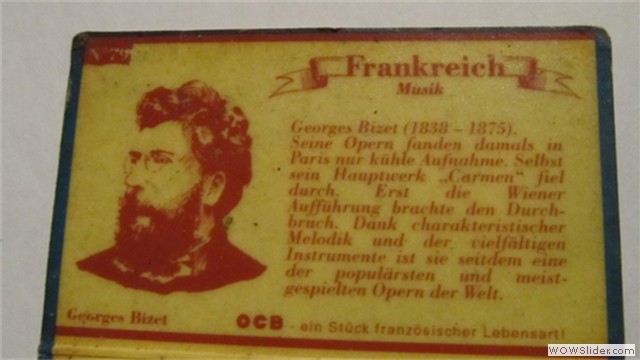 Frankreich
Musik
Georges Bizet (1838 – 1875).
Seine Opern fanden damals in
Paris nur kühle Aufnahme. Selbst
sein Hauptwerk „Carmen“ fiel
durch. Erst die Wiener
Aufführung brachte den Durch-
bruch. Dank charakteristischer
Melodik und der vielfältigen
Instrumente ist sie seitdem eine
der populärsten und meist-
gespielten Opern der Welt.
Georges Bizet
OCB - ein Stück französischer Lebensart!
WOWSlider.com